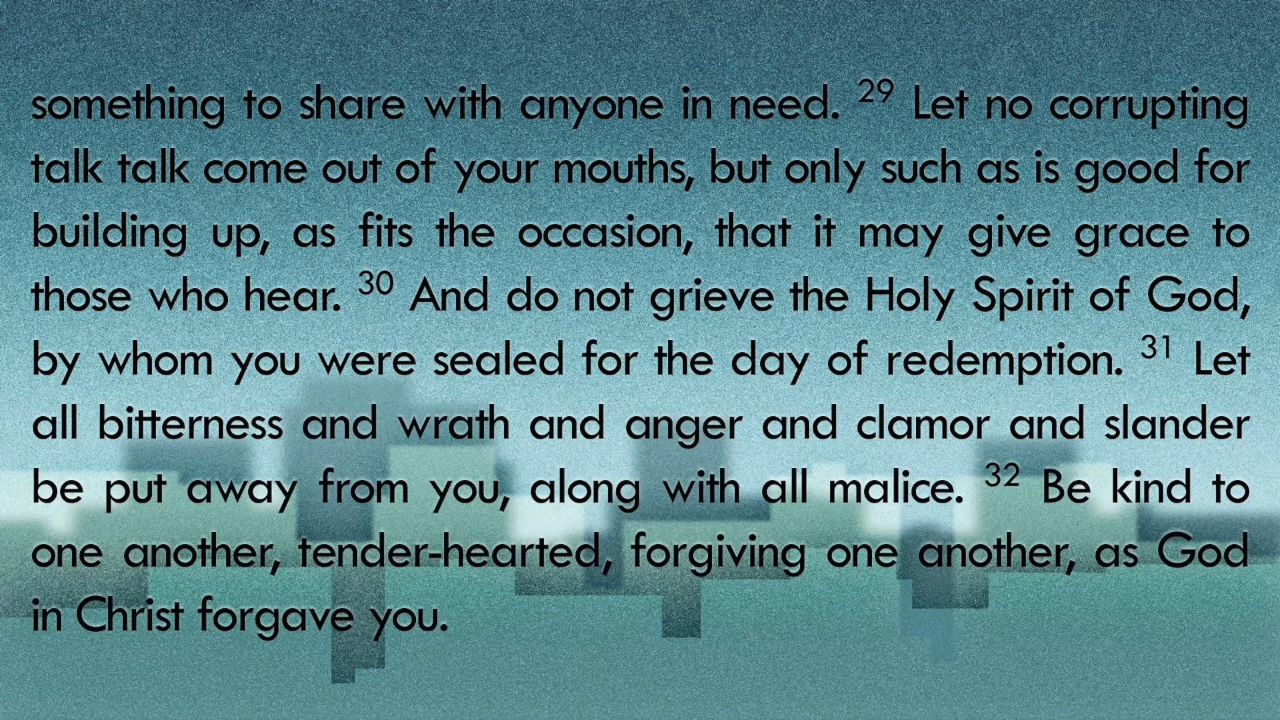 something to share with anyone in need. 29 Let no corrupting
talk talk come out of your mouths, but only such as is good for
building up, as fits the occasion, that it may give grace to
those who hear. 30 And do not grieve the Holy Spirit of God,
by whom you were sealed for the day of redemption. 31 Let
all bitterness and wrath and anger and clamor and slander
be put away from you, along with all malice. 32 Be kind to
one another, tender-hearted, forgiving one another, as God
in Christ forgave you.